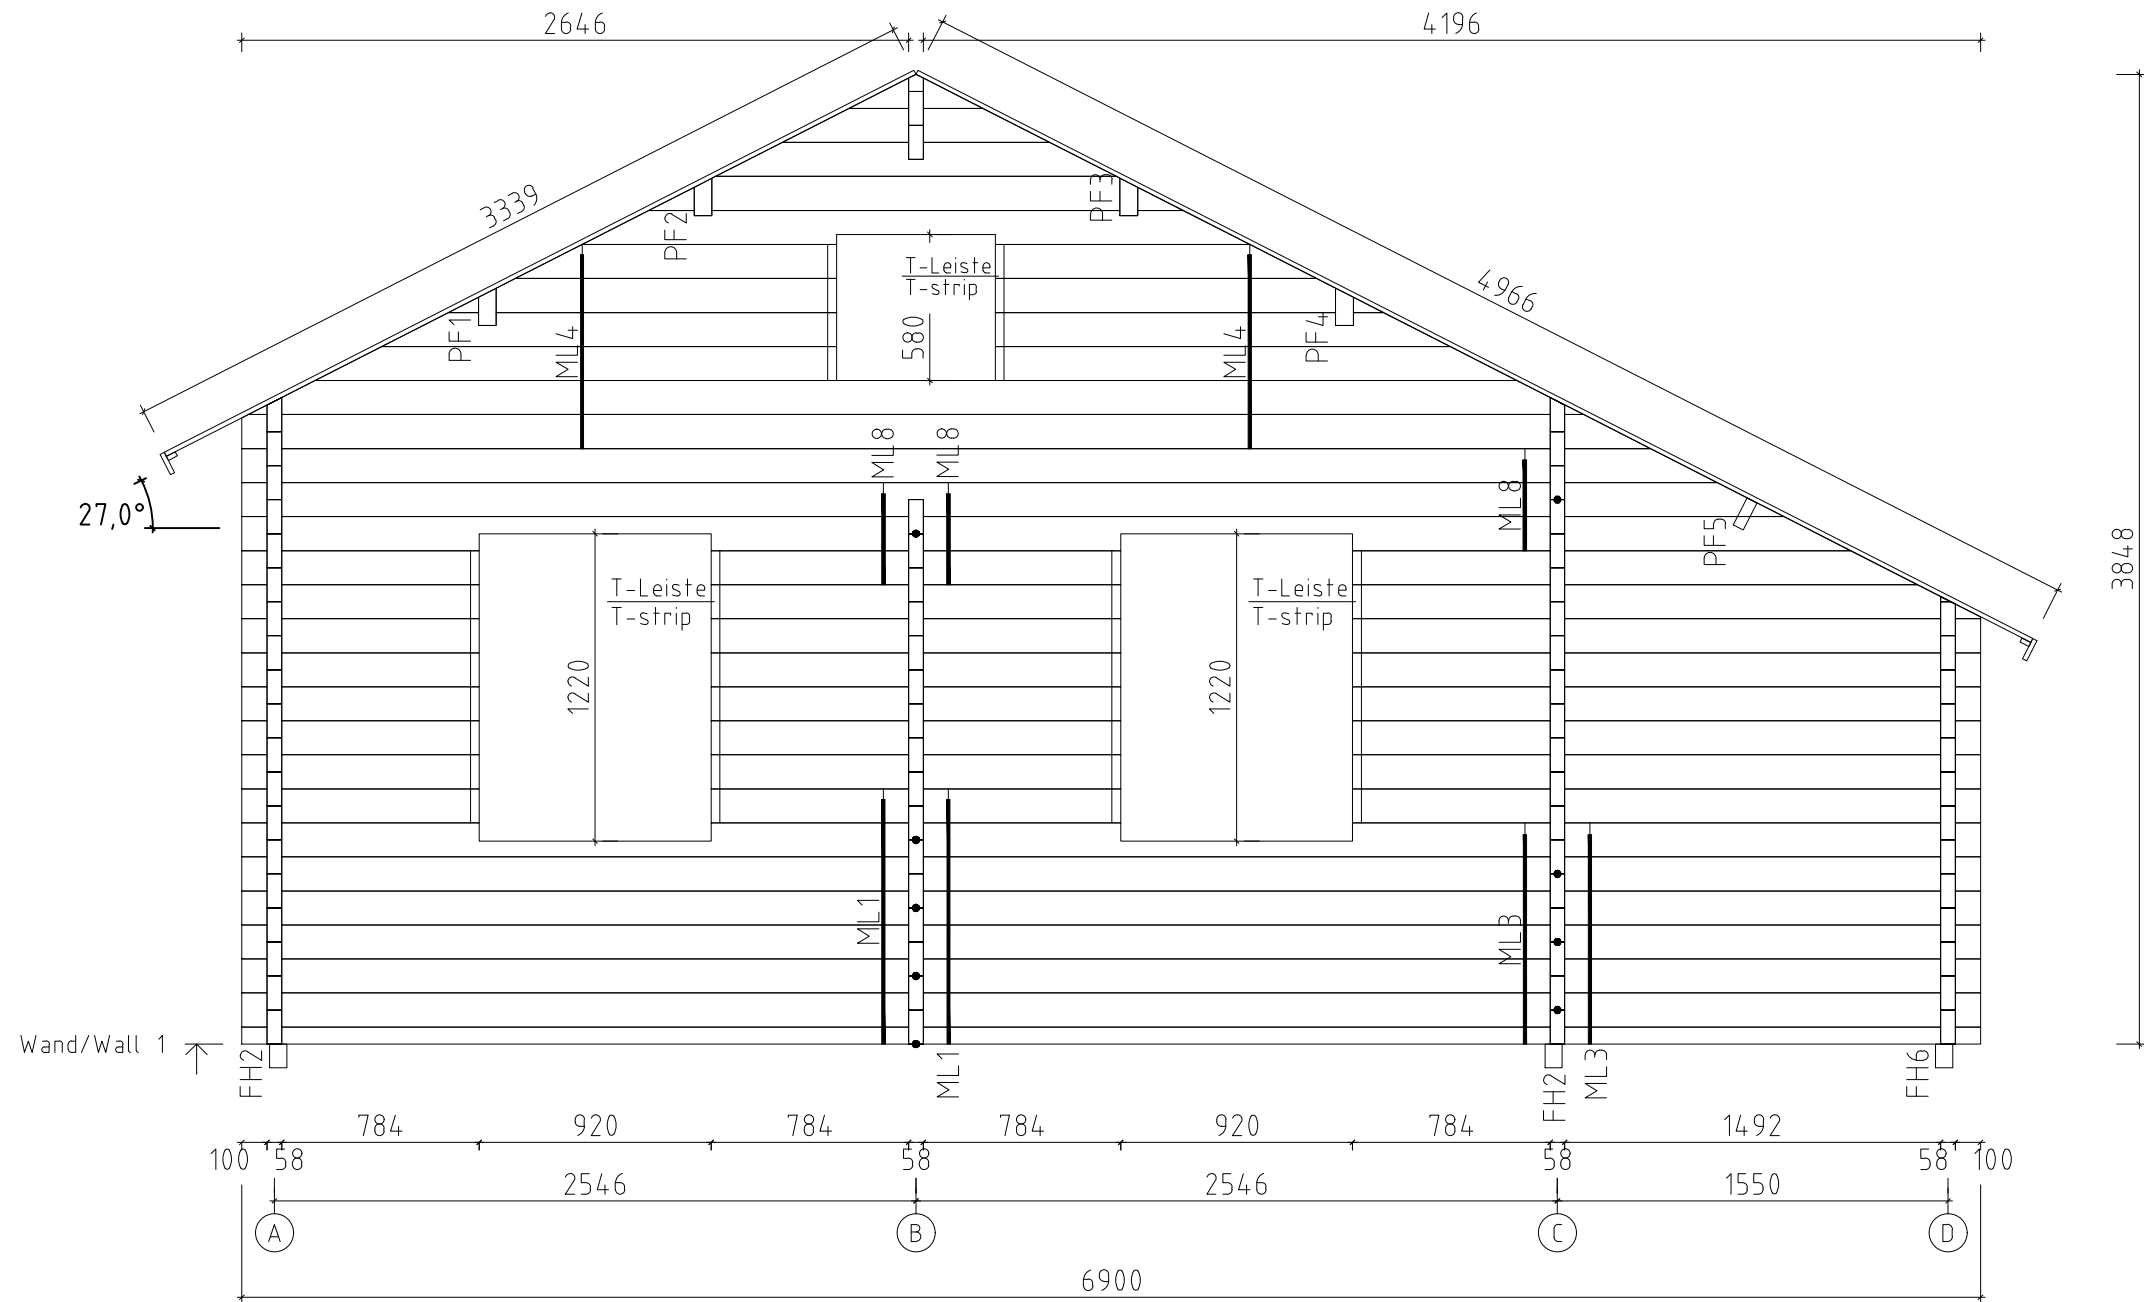 2646
4196
3339
4966
PF2
PF3
T-Leiste
T-strip
580
PF1
ML4
ML4
PF4
ML8
ML8
ML8
27,0°
PF5
3848
T-Leiste
T-strip
1220
T-Leiste
T-strip
1220
ML1
ML3
Wand/Wall 1
FH2
ML1
FH2
ML3
FH6
784
920
784
784
920
784
1492
100
58
58
58
58
100
2546
2546
1550
A
B
C
D
6900